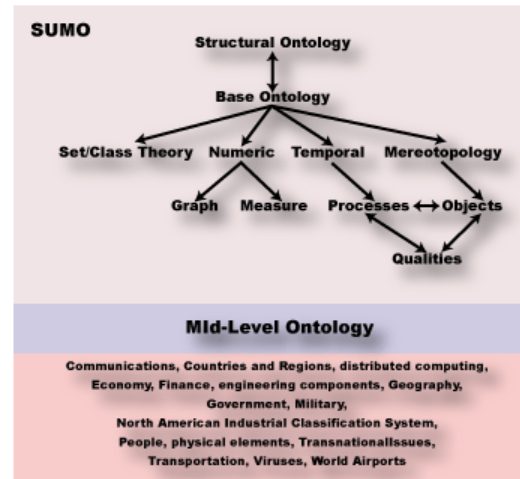 SUMO
Structural Ontology
Base Ontology
Set/Class Theory Numeric Temporal Mereotopology
Graph Measure Processes Objects
Qualities
MId-Level Ontology
Communications, Countries and Regions, distributed computing,
Economy, Finance, engineering components, Geography,
Government, Military,
North American Industrial Classification System,
People, physical elements, TransnationalIssues,
Transportation, Viruses, World Airports